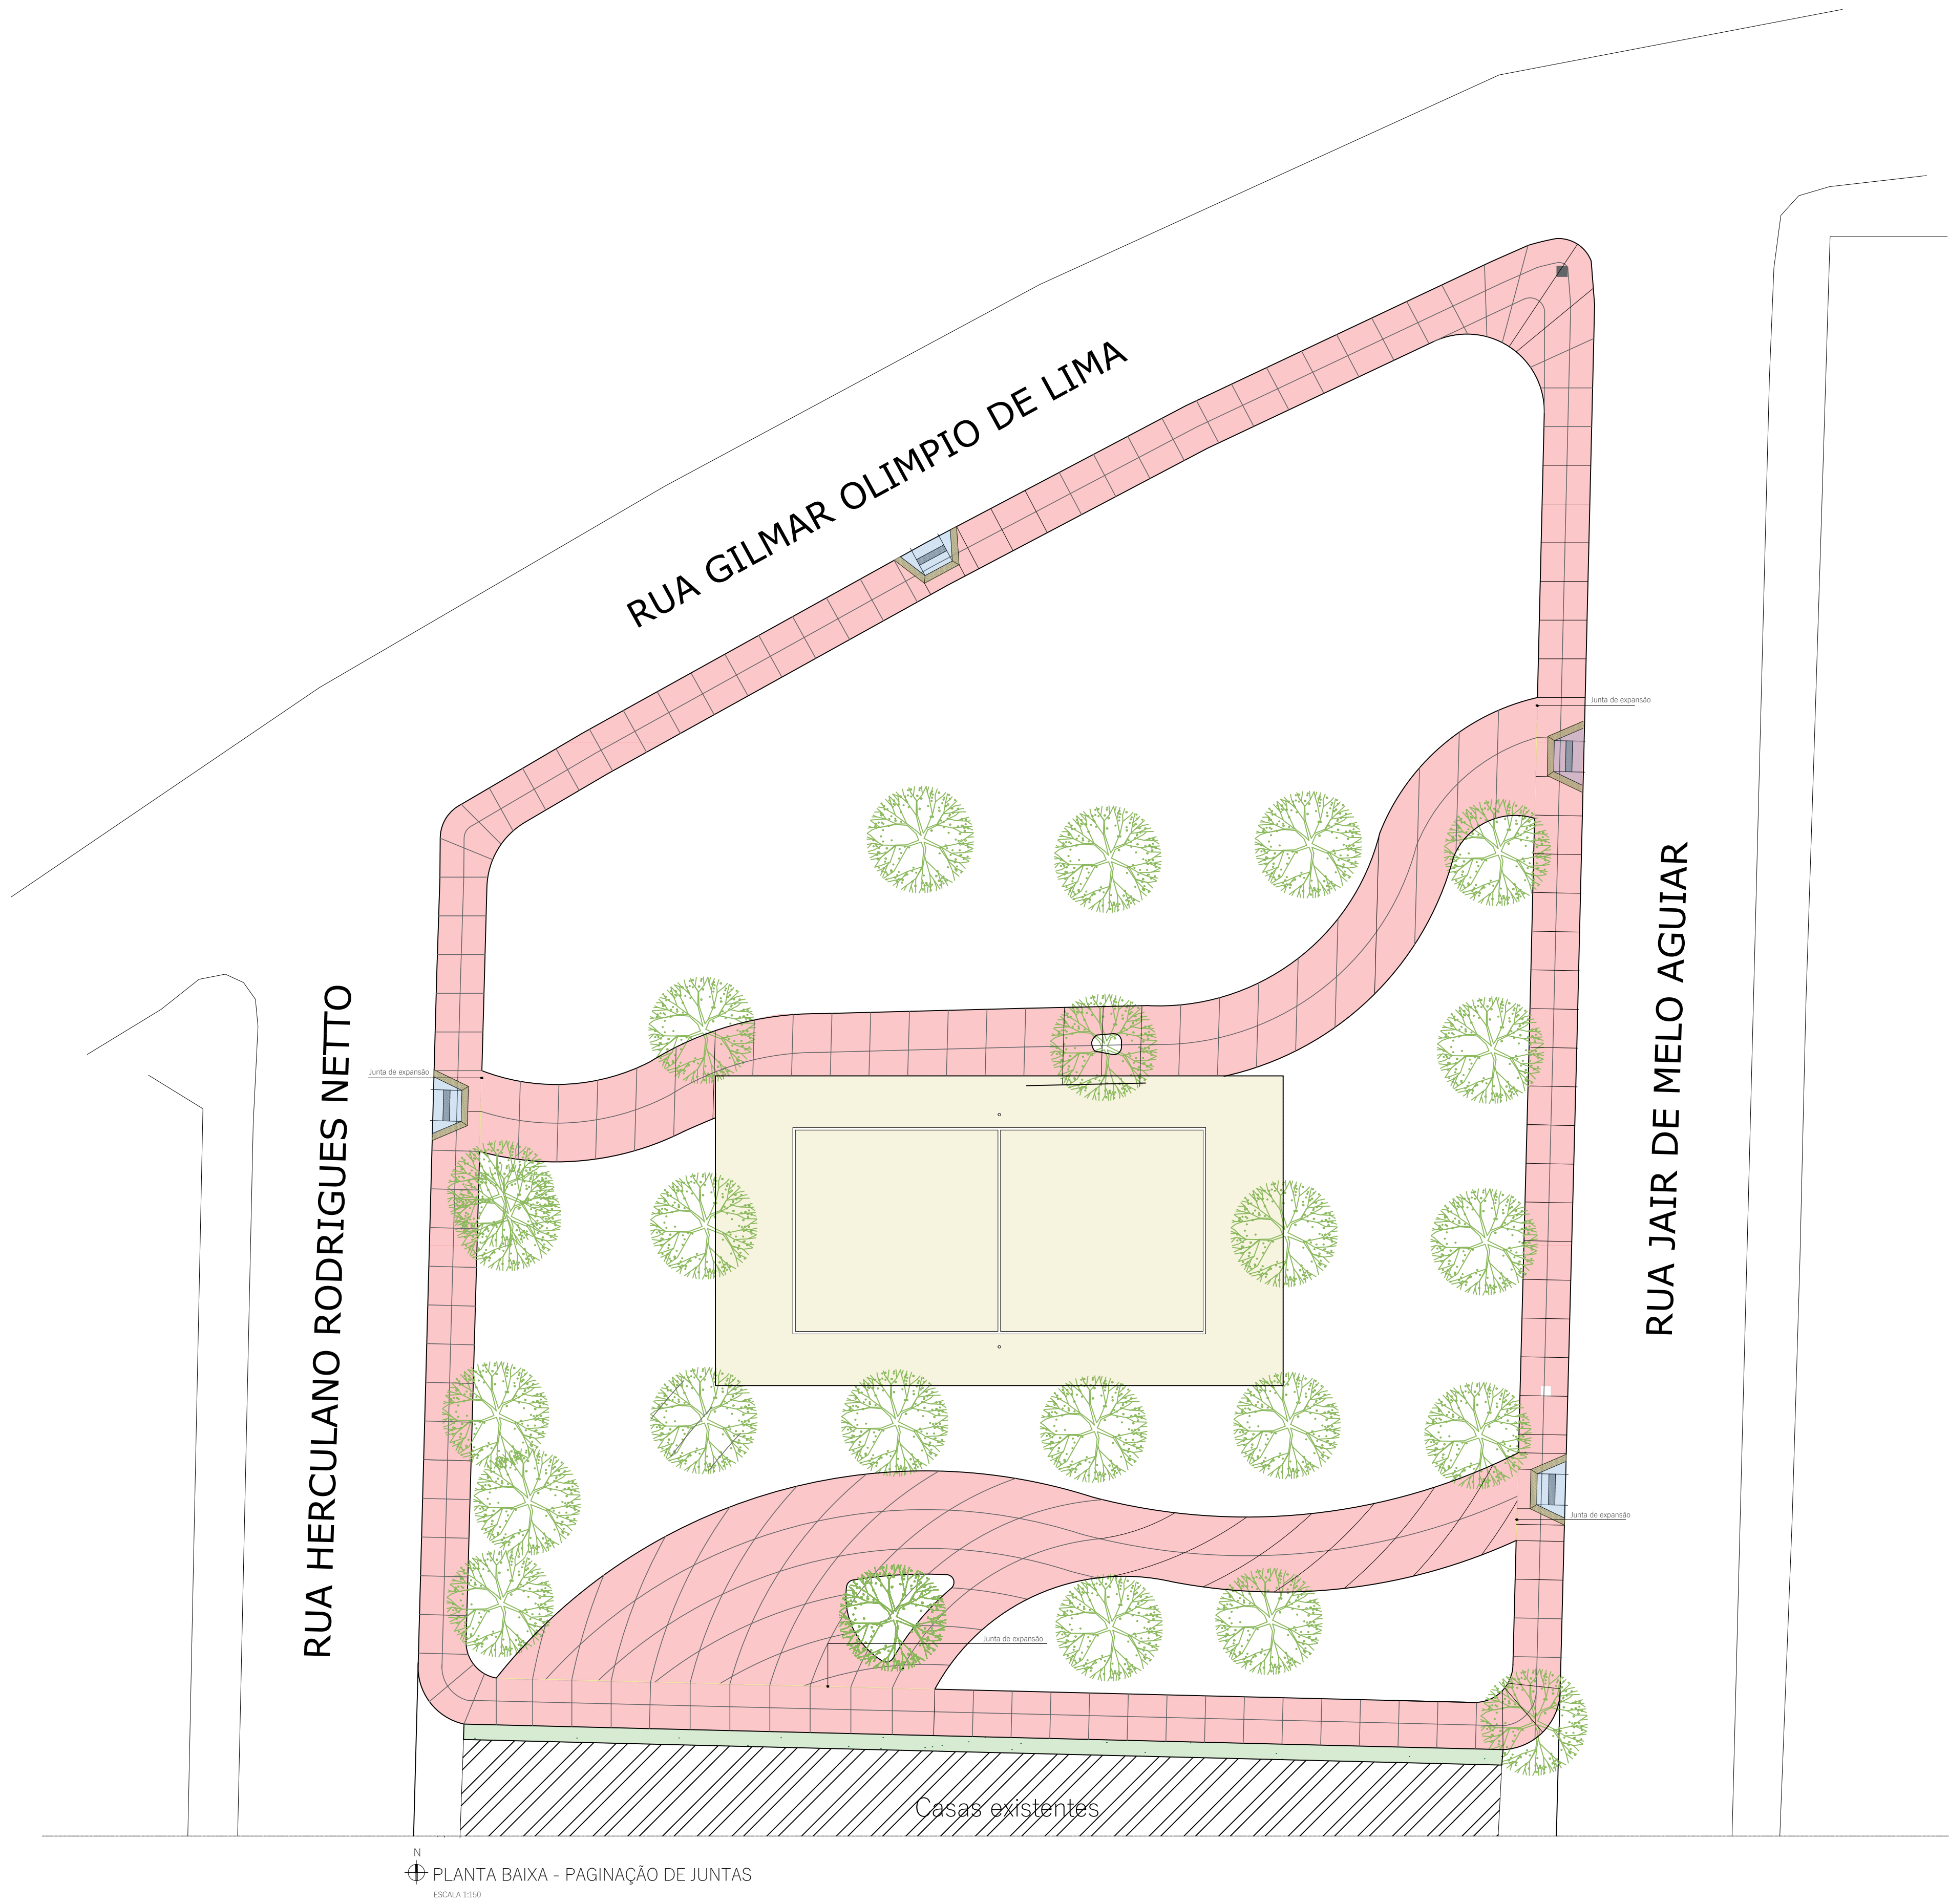 RUA GILMAR OLIMPIO DE LIMA
Junta de expansão
RUA JAIR DE MELO AGUIAR
RUA HERCULANO RODRIGUES NETTO
Junta de expansão
Junta de expansão
Junta de expansão
Casas existentes
N
PLANTA BAIXA - PAGINAÇÃO DE JUNTAS
ESCALA 1:150